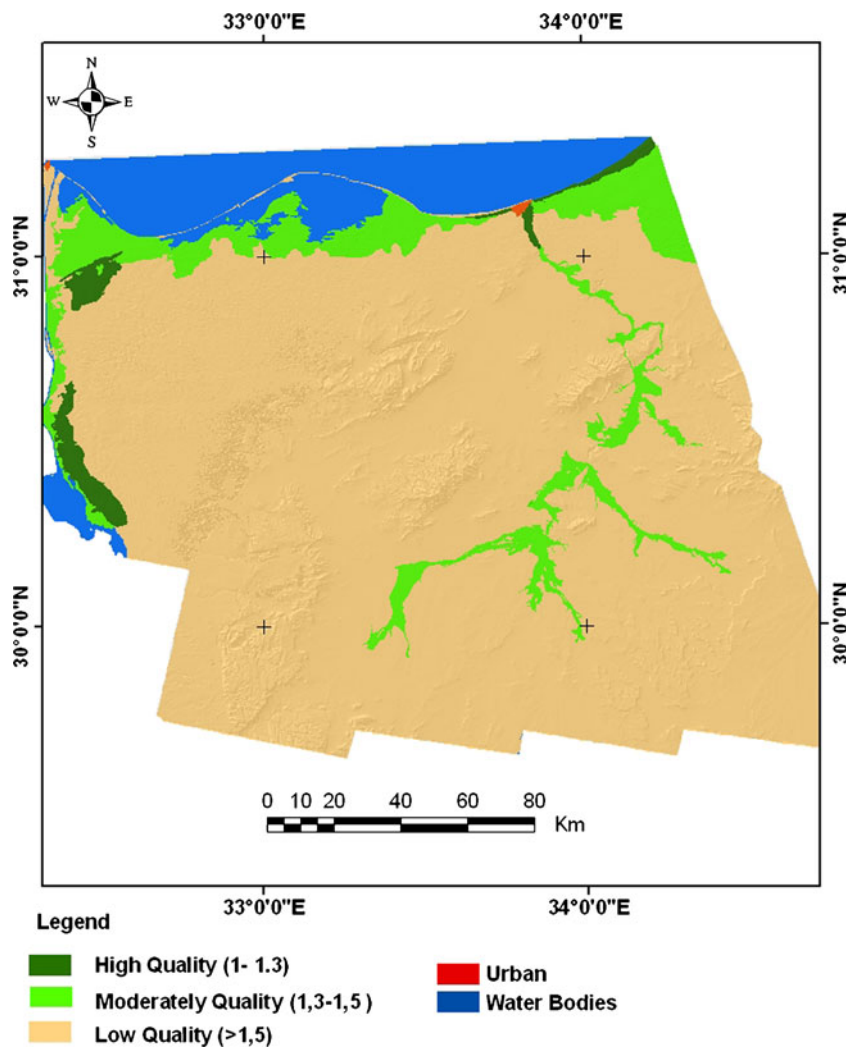 33°0'0"E 34°0'0"E
N
W E
S
31°0'0"N 31°0'0"N
30°0'0"N 30°0'0"N
0 10 20 40 60 80
Km
33°0'0"E 34°0'0"E
Legend
High Quality (1- 1.3)
Moderately Quality (1,3-1,5 )
Low Quality (>1,5)
Urban
Water Bodies